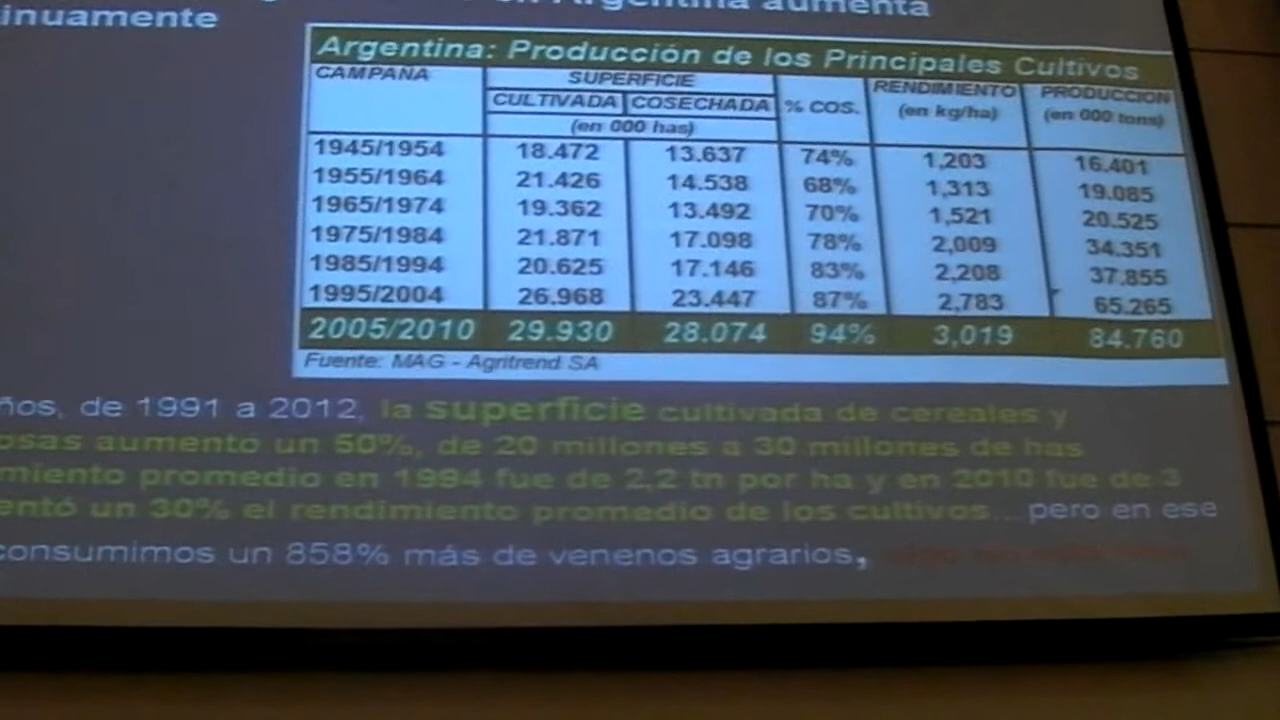 en Argentina aumenta
inuamente
Argentina: Producción de los Principales Cultivos
CAMPAÑA SUPERFICIE RENDIMIENTO PRODUCCION
CULTIVADA COSECHADA % COS. (en kg/ha) (en 000 tons)
(en 000 has)
1945/1954 18.472 13.637 74% 1,203 16.401
1955/1964 21.426 14.538 68% 1,313 19.085
1965/1974 19.362 13.492 70% 1,521 20.525
1975/1984 21.871 17.098 78% 2,009 34.351
1985/1994 20.625 17.146 83% 2,208 37.855
1995/2004 26.968 23.447 87% 2,783 65.265
2005/2010 29.930 28.074 94% 3,019 84.760
Fuente: MAG - Agritrend SA
ños, de 1991 a 2012, la superficie cultivada de cereales y
osas aumentó un 50%, de 20 millones a 30 millones de has
miento promedio en 1994 fue de 2,2 tn por ha y en 2010 fue de 3
entó un 30% el rendimiento promedio de los cultivos... pero en ese
consumimos un 858% más de venenos agrarios,